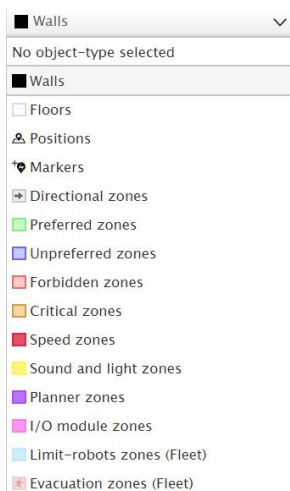 Walls
No object-type selected
Walls
Floors
Positions
Markers
Directional zones
Preferred zones
Unpreferred zones
Forbidden zones
Critical zones
Speed zones
Sound and light zones
Planner zones
I/O module zones
Limit-robots zones (Fleet)
Evacuation zones (Fleet)